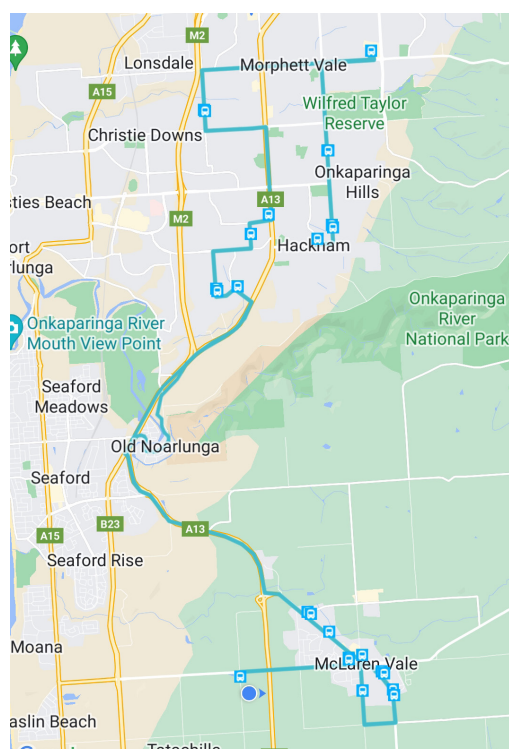 M2
Lonsdale
Morphett Vale
A15
Wilfred Taylor
Reserve
Christie Downs
Onkaparinga
Hills
sties Beach
A13
M2
Hackham
ort
rlunga
Onkaparinga
River
National Park
Onkaparinga River
Mouth View Point
Seaford
Meadows
Old Noarlunga
Seaford
B23
A13
A15
Seaford Rise
Moana
McLaren Vale
aslin Beach
Tatachilla